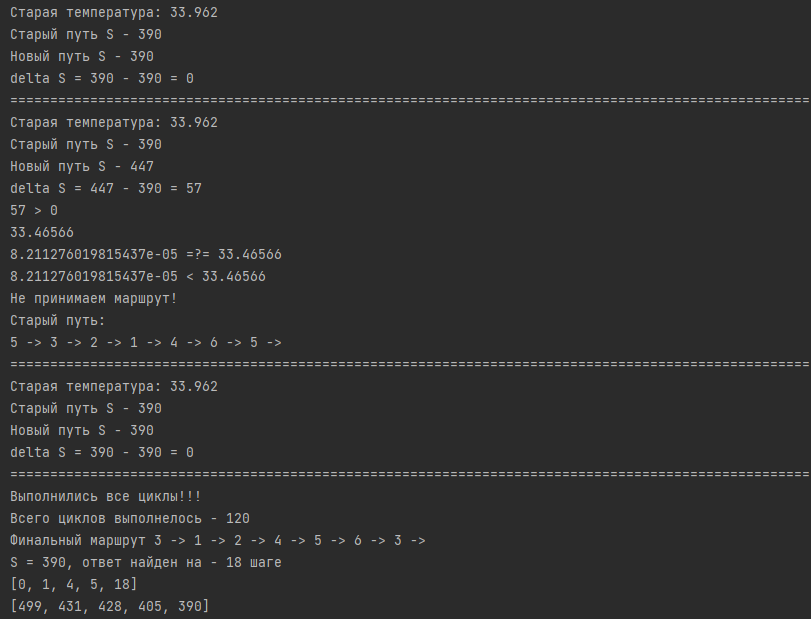 Старая температура: 33.962
Старый путь S - 390
Новый путь S - 390
delta S = 390 - 390 = 0
====================================================================================================
Старая температура: 33.962
Старый путь S - 390
Новый путь S - 447
delta S = 447 - 390 = 57
57 > 0
33.46566
8.211276019815437e-05 =?= 33.46566
8.211276019815437e-05 < 33.46566
Не принимаем маршрут!
Старый путь:
5 -> 3 -> 2 -> 1 -> 4 -> 6 -> 5 ->
====================================================================================================
Старая температура: 33.962
Старый путь S - 390
Новый путь S - 390
delta S = 390 - 390 = 0
====================================================================================================
Выполнились все циклы!!!
Всего циклов выполнелось - 120
Финальный маршрут 3 -> 1 -> 2 -> 4 -> 5 -> 6 -> 3 ->
S = 390, ответ найден на - 18 шаге
[0, 1, 4, 5, 18]
[499, 431, 428, 405, 390]